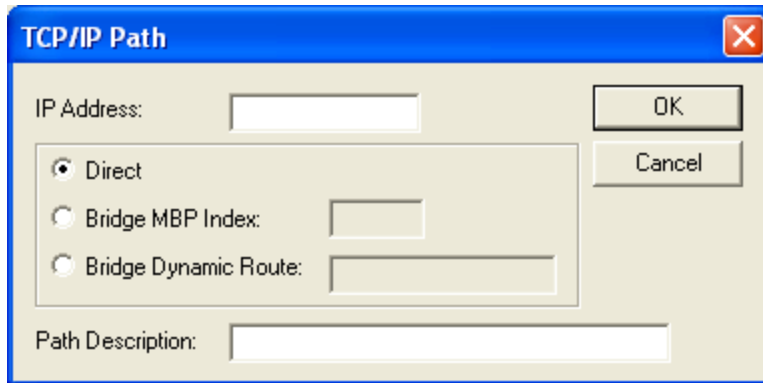 TCP/IP Path
IP Address:
OK
Direct
Cancel
Bridge MBP Index:
Bridge Dynamic Route:
Path Description: